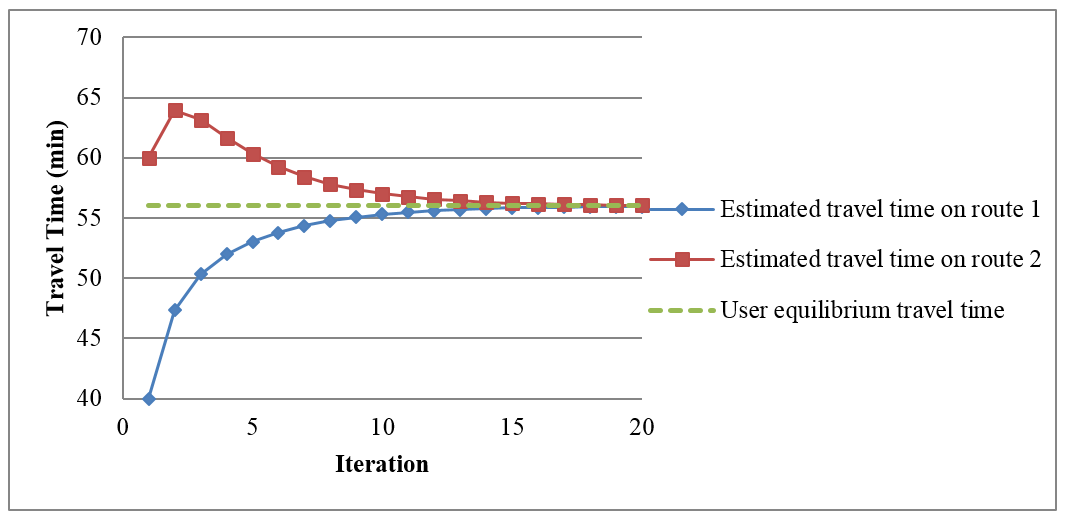 70
65
60
55
50
45
40
Travel Time (min)
0
5
10
15
20
Iteration
Estimated travel time on route 1
Estimated travel time on route 2
User equilibrium travel time